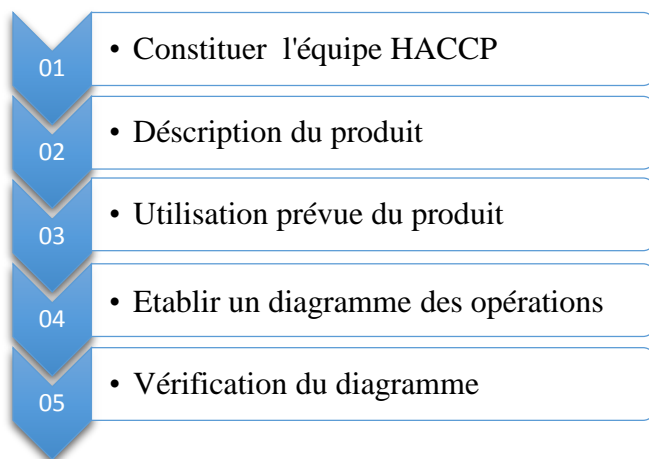 01 • Constituer l'équipe HACCP
02 • Déscription du produit
03 • Utilisation prévue du produit
04 • Etablir un diagramme des opérations
05 • Vérification du diagramme